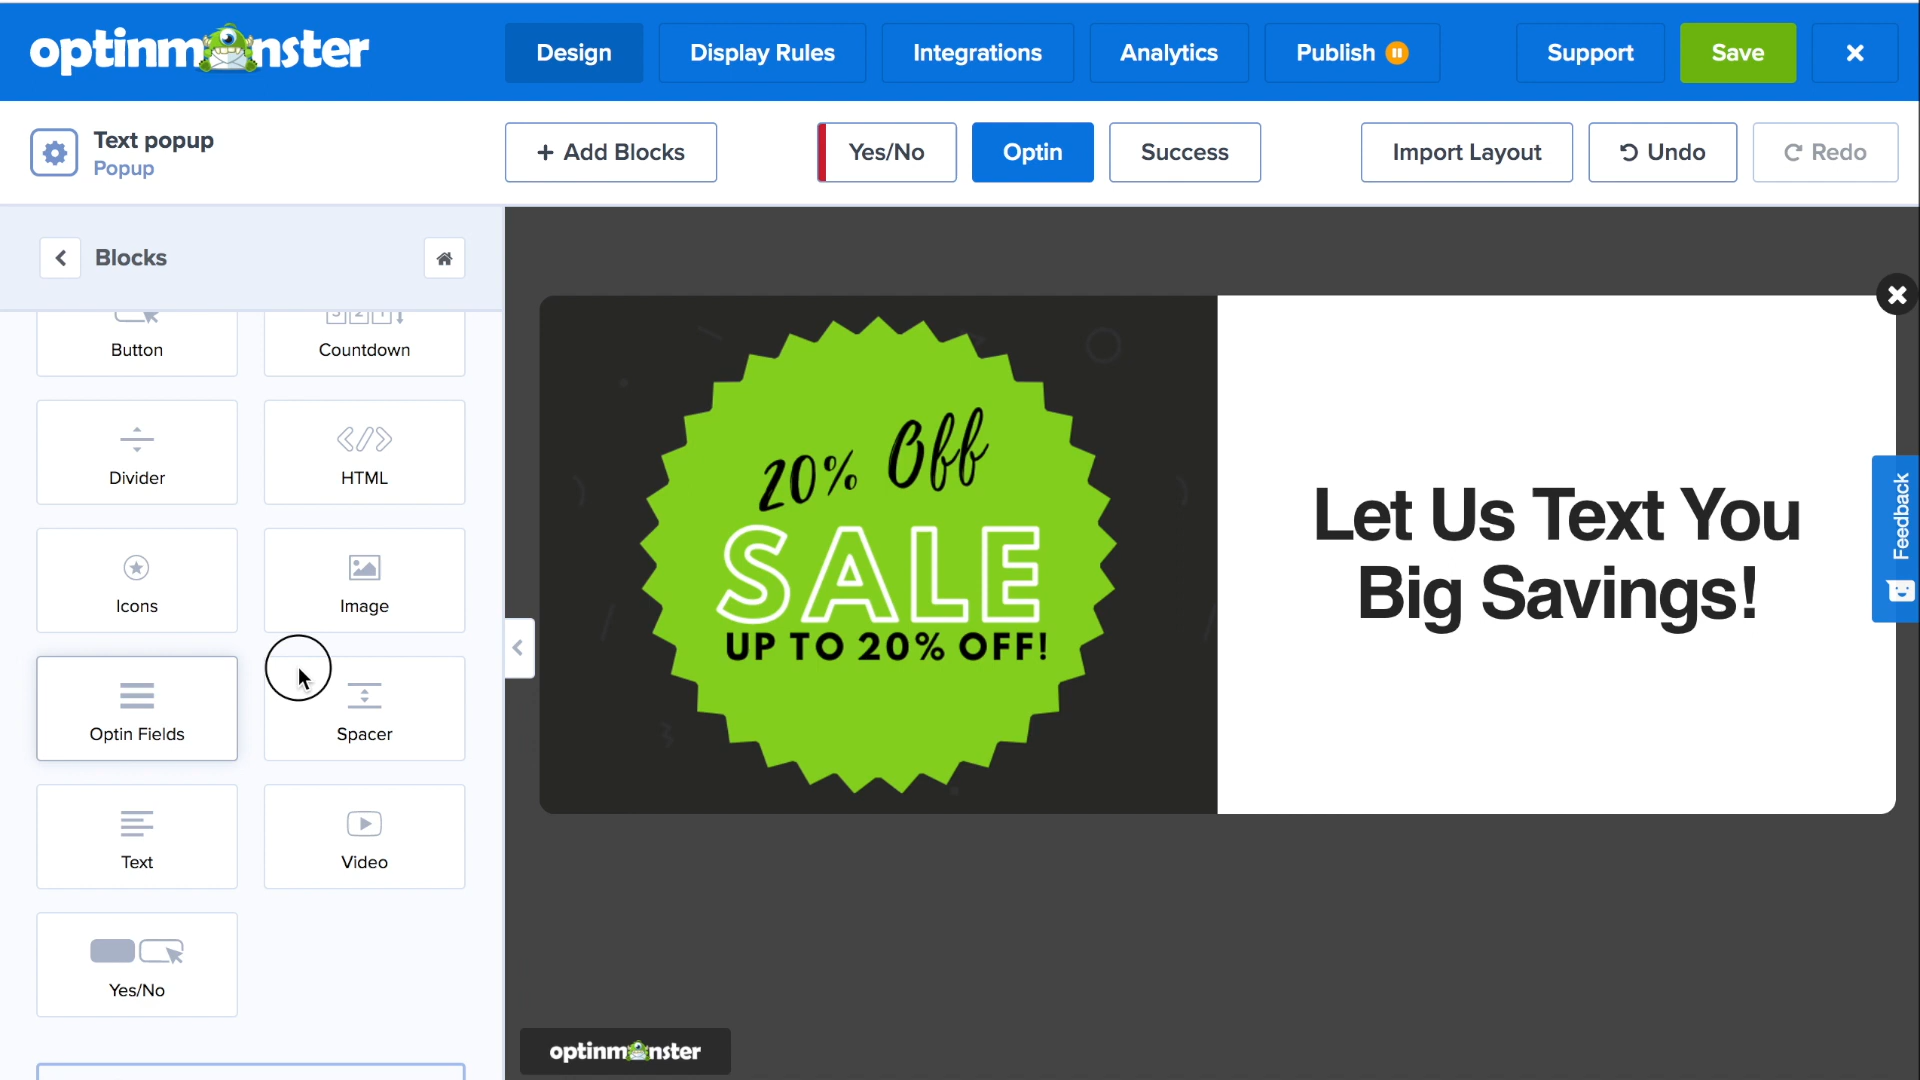 optinmonster
Design
Display Rules
Integrations
Analytics
Publish
Support
Save
Text popup
Popup
+ Add Blocks
Yes/No
Optin
Success
Import Layout
Undo
Redo
Blocks
Button
Countdown
Divider
HTML
Icons
Image
Optin Fields
Spacer
Text
Video
Yes/No
20% Off
SALE
UP TO 20% OFF!
Let Us Text You
Big Savings!
Feedback
optinmonster